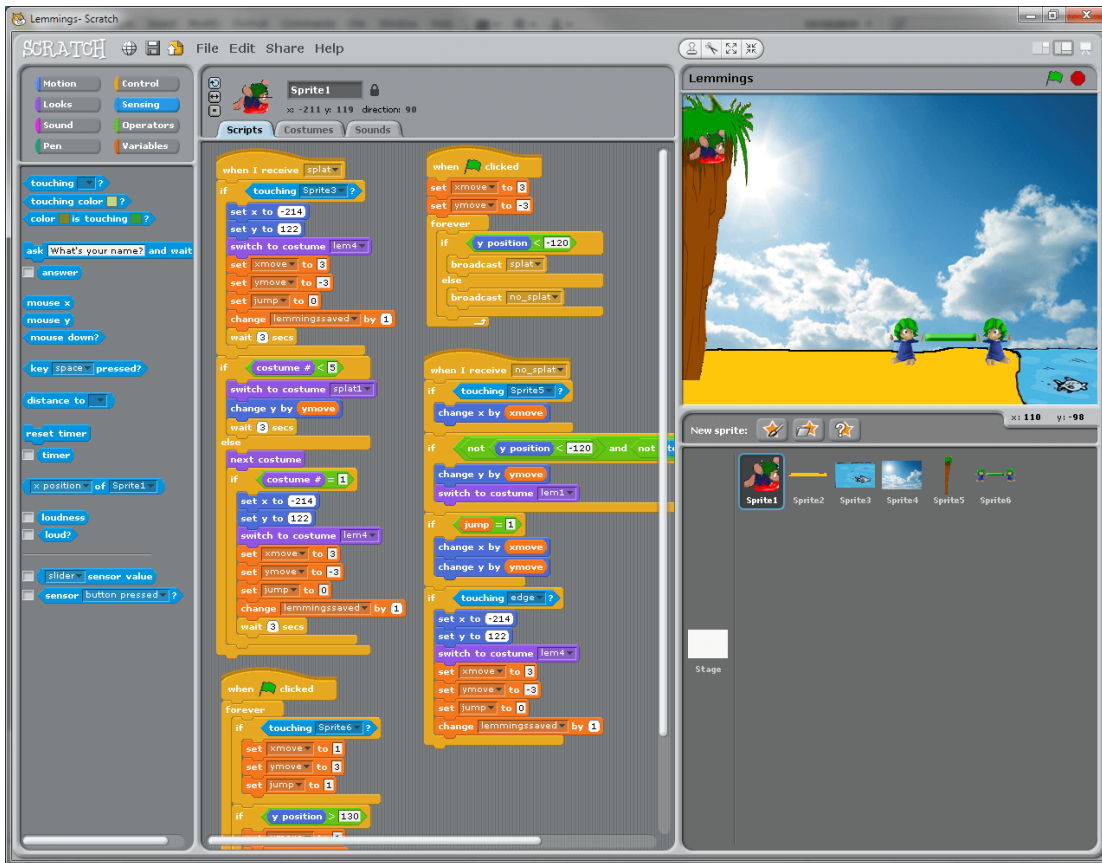 Lemmings- Scratch
SCRATCH File Edit Share Help
Motion Control
Looks Sensing
Sound Operators
Pen Variables
touching ?
touching color ?
color is touching ?
ask What's your name? and wait
answer
mouse x
mouse y
mouse down?
key space pressed?
distance to
reset timer
timer
x position of Sprite1
loudness
loud?
slider sensor value
sensor button pressed ?
Sprite1
x: -211 y: 119 direction: 90
Scripts Costumes Sounds
when I receive splat
if touching Sprite3 ?
set x to -214
set y to 122
switch to costume lem4
set xmove to 3
set ymove to -3
set jump to 0
change lemmingssaved by 1
wait 3 secs
if costume # < 5
switch to costume splat1
change y by ymove
wait 3 secs
else
next costume
if costume # = 1
set x to -214
set y to 122
switch to costume lem4
set xmove to 3
set ymove to -3
set jump to 0
change lemmingssaved by 1
wait 3 secs
when clicked
forever
if touching Sprite6 ?
set xmove to 1
set ymove to 3
set jump to 1
if y position > 130
when clicked
set xmove to 3
set ymove to -3
forever
if y position < -120
broadcast splat
else
broadcast no_splat
when I receive no_splat
if touching Sprite5 ?
change x by xmove
if not y position < -120 and not
change y by ymove
switch to costume lem1
if jump = 1
change x by xmove
change y by ymove
if touching edge ?
set x to -214
set y to 122
switch to costume lem4
set xmove to 3
set ymove to -3
set jump to 0
change lemmingssaved by 1
Lemmings
x: 110 y: -98
New sprite:
Sprite1 Sprite2 Sprite3 Sprite4 Sprite5 Sprite6
Stage